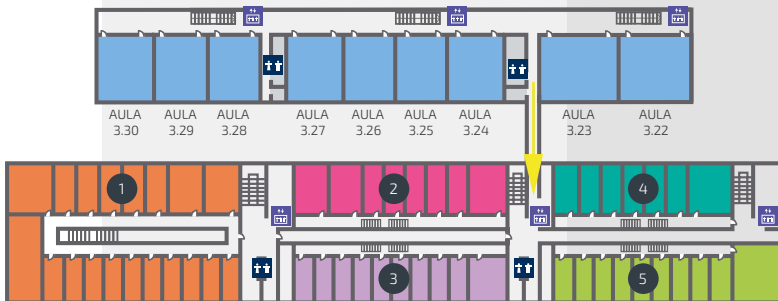 AULA 3.30
AULA 3.29
AULA 3.28
AULA 3.27
AULA 3.26
AULA 3.25
AULA 3.24
AULA 3.23
AULA 3.22
1
2
4
3
5